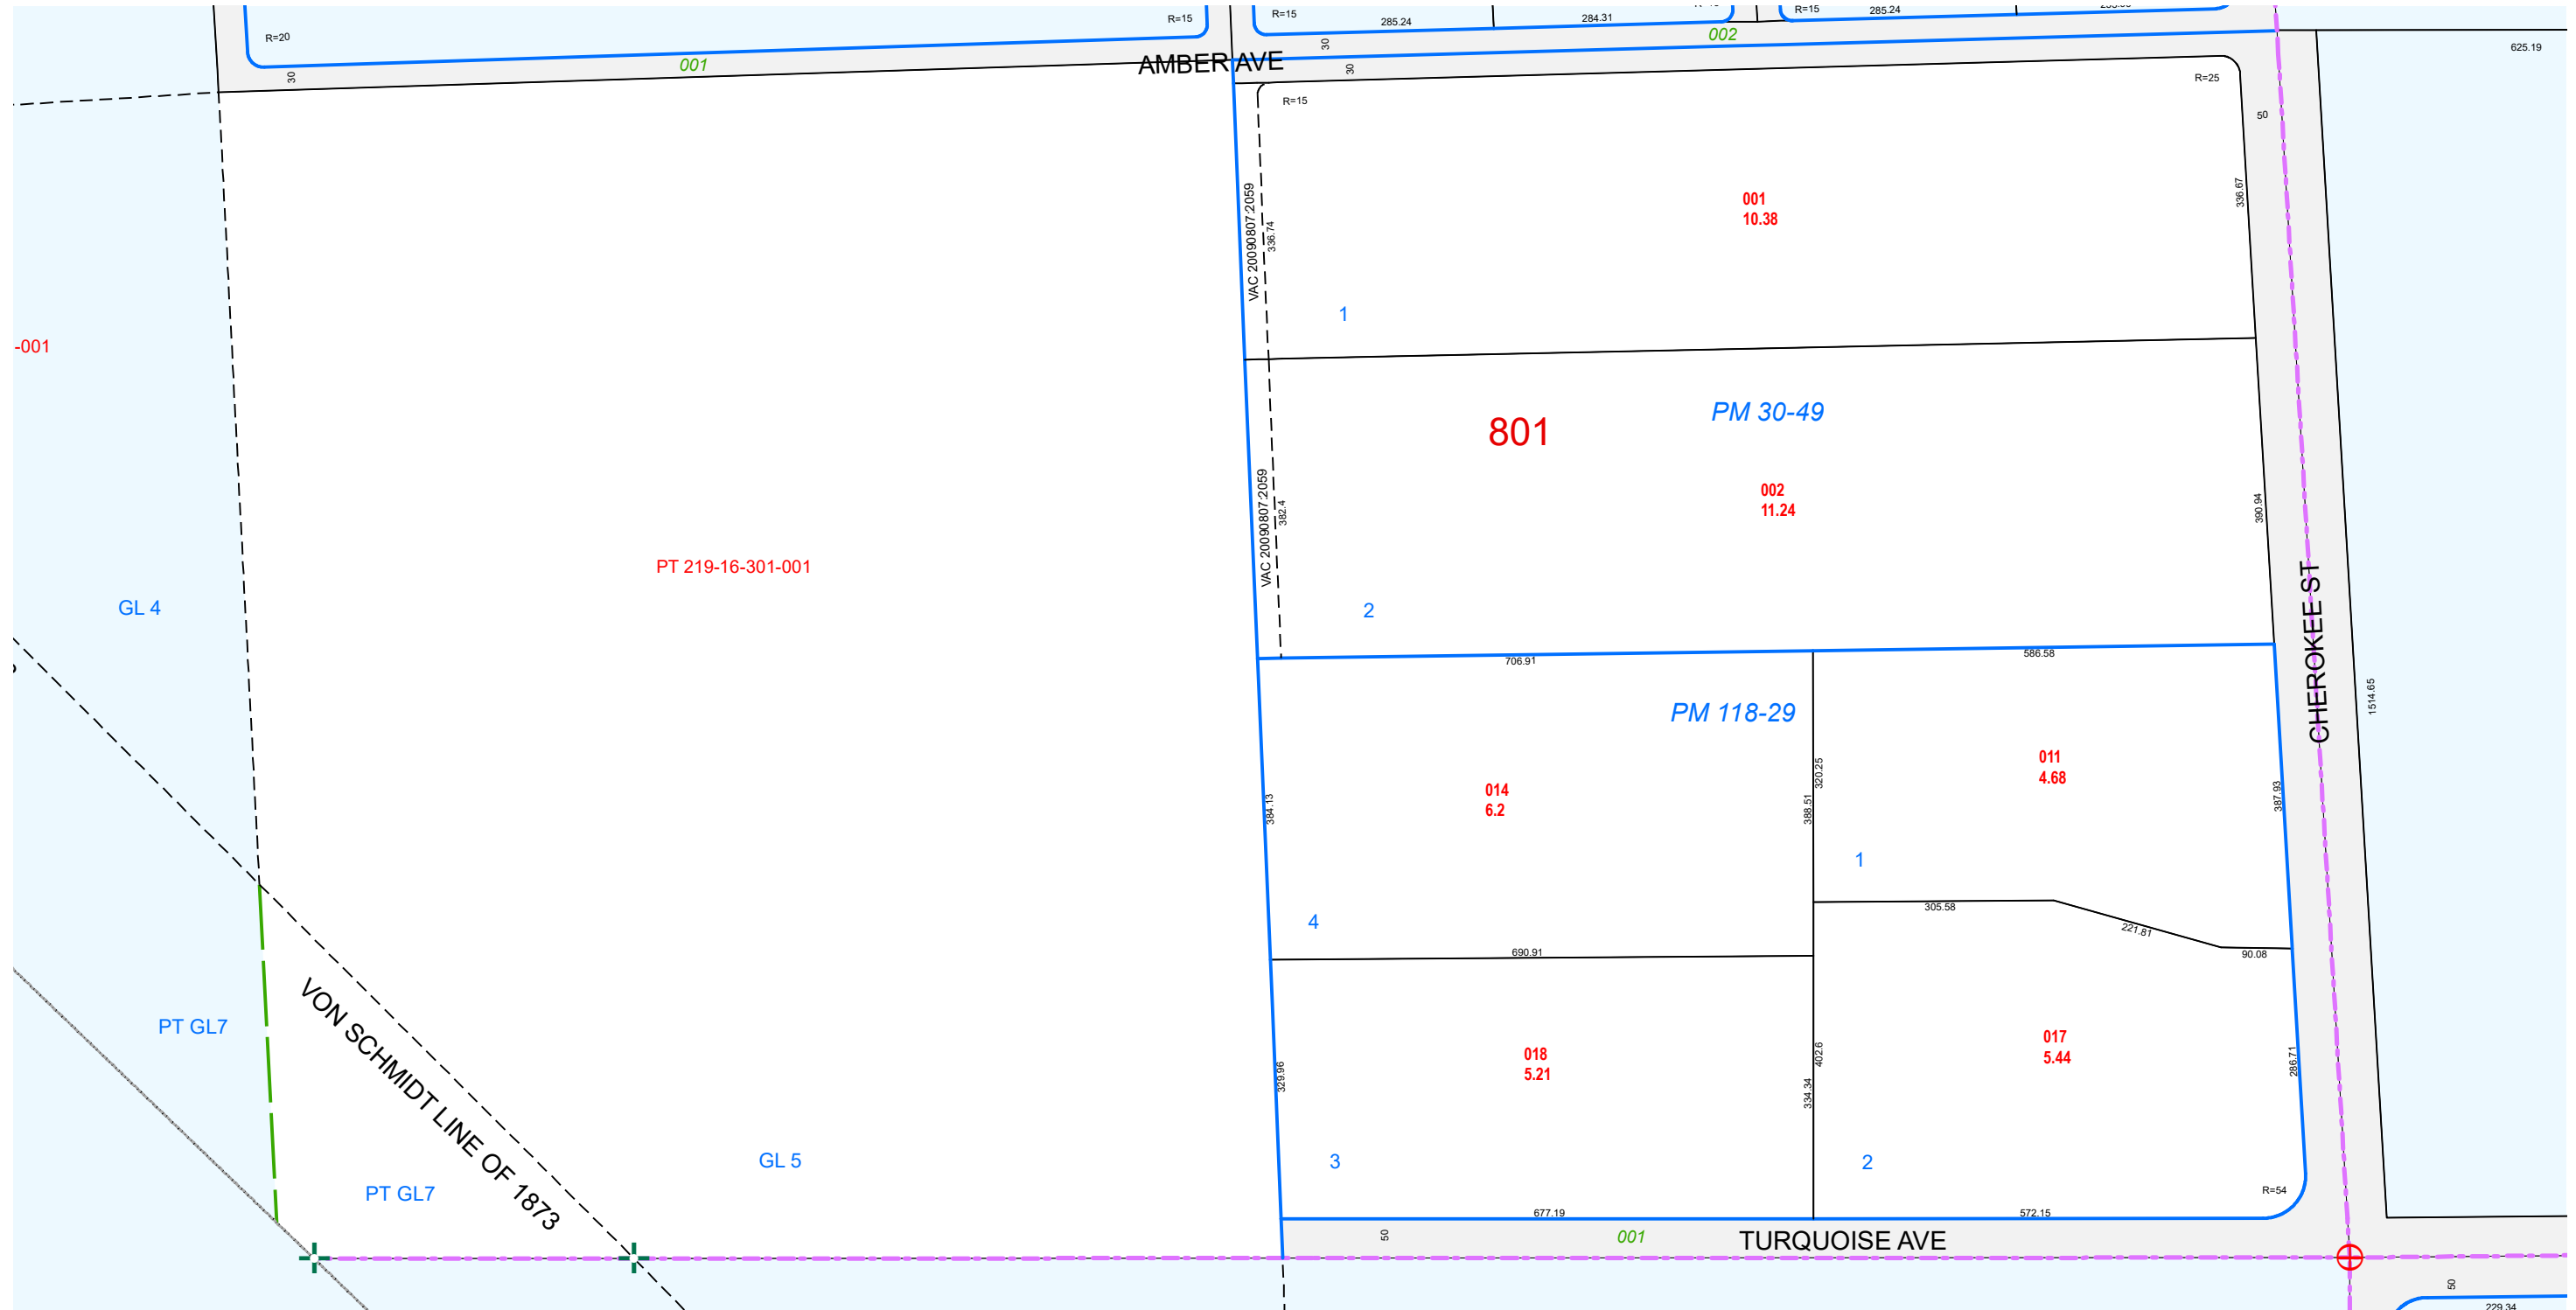 R=20
R=15
R=15
285.24
284.31
R=15
285.24
625.19
30
001
AMBER AVE
30
30
002
R=15
R=25
50
VAC 20090807:2059
336.74
001
10.38
336.67
1
-001
801
PM 30-49
002
11.24
VAC 20090807:2059
382.4
390.94
PT 219-16-301-001
GL 4
2
CHEROKEE ST
706.91
586.58
1514.65
PM 118-29
014
6.2
384.13
320.25
388.51
011
4.68
387.93
1
4
305.58
221.81
690.91
90.08
PT GL7
VON SCHMIDT LINE OF 1873
018
5.21
329.96
402.6
334.34
017
5.44
286.71
GL 5
PT GL7
3
2
R=54
677.19
572.15
50
001
TURQUOISE AVE
50
229.34